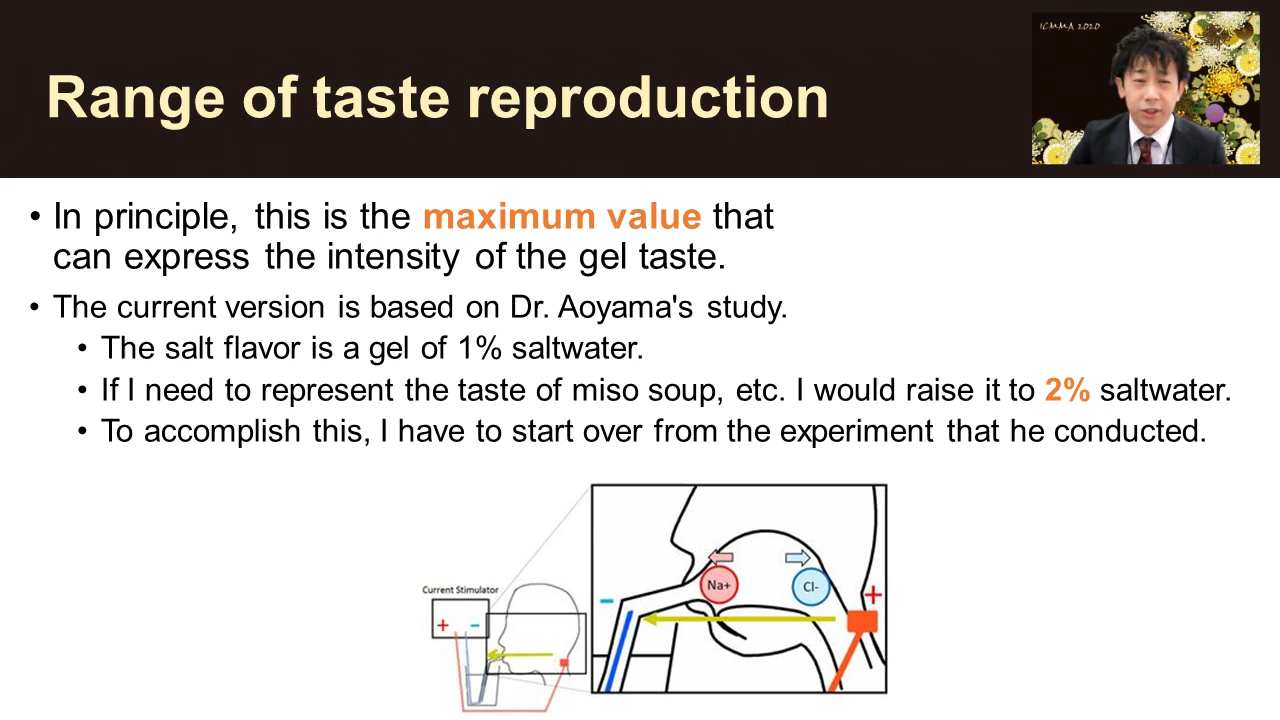 ICMMA 2020
Range of taste reproduction
• In principle, this is the maximum value that
can express the intensity of the gel taste.
• The current version is based on Dr. Aoyama's study.
• The salt flavor is a gel of 1% saltwater.
• If I need to represent the taste of miso soup, etc. I would raise it to 2% saltwater.
• To accomplish this, I have to start over from the experiment that he conducted.
Current Stimulator
+ −
− Na+ Cl- +